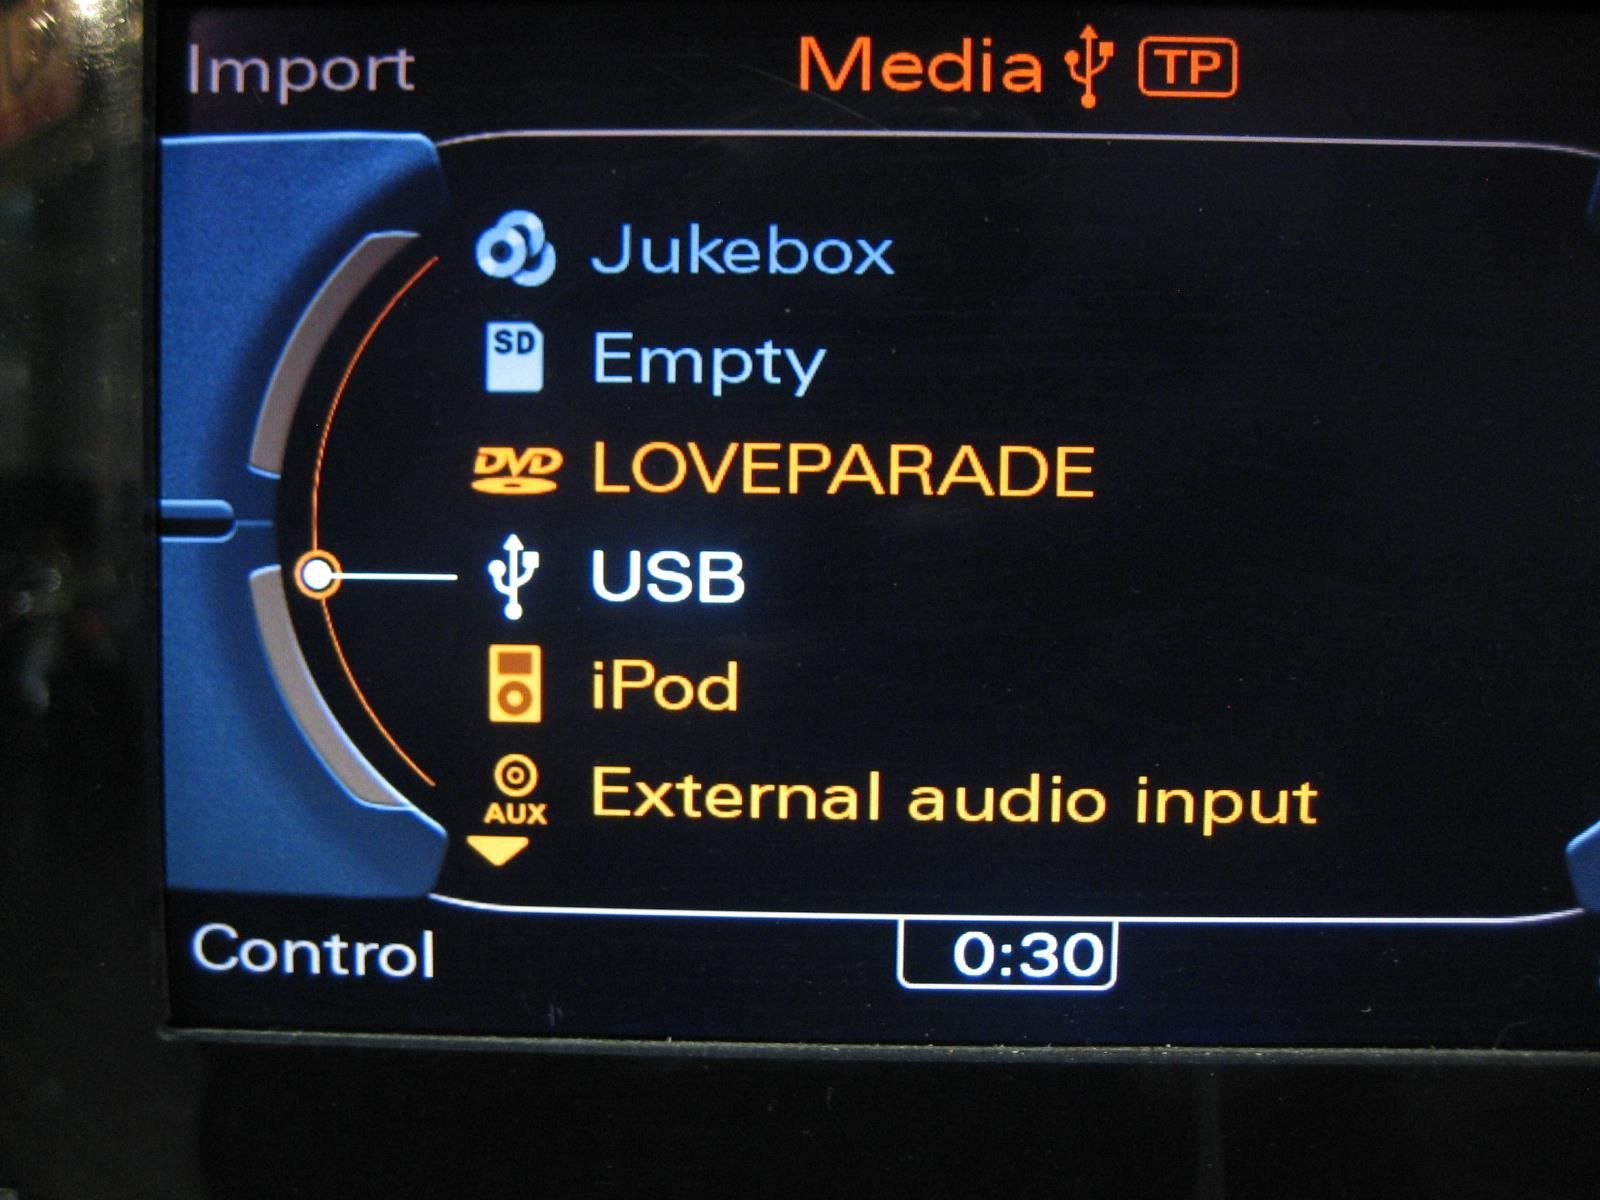 Import
Media TP
Jukebox
SD Empty
DVD LOVEPARADE
USB
iPod
AUX External audio input
Control
0:30